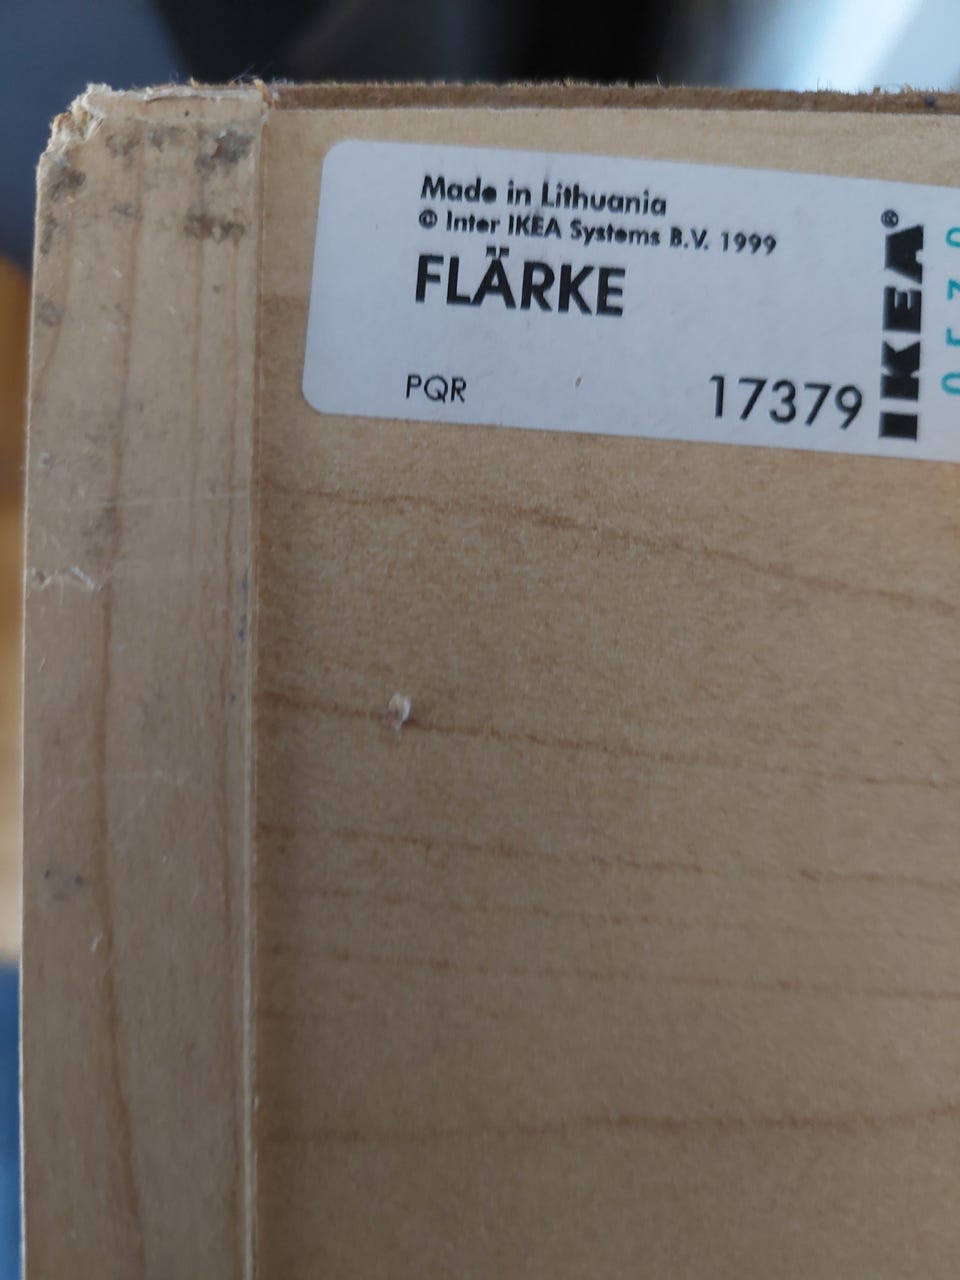 Made in Lithuania
© Inter IKEA Systems B.V. 1999
FLÄRKE
PQR
17379
IKEA®